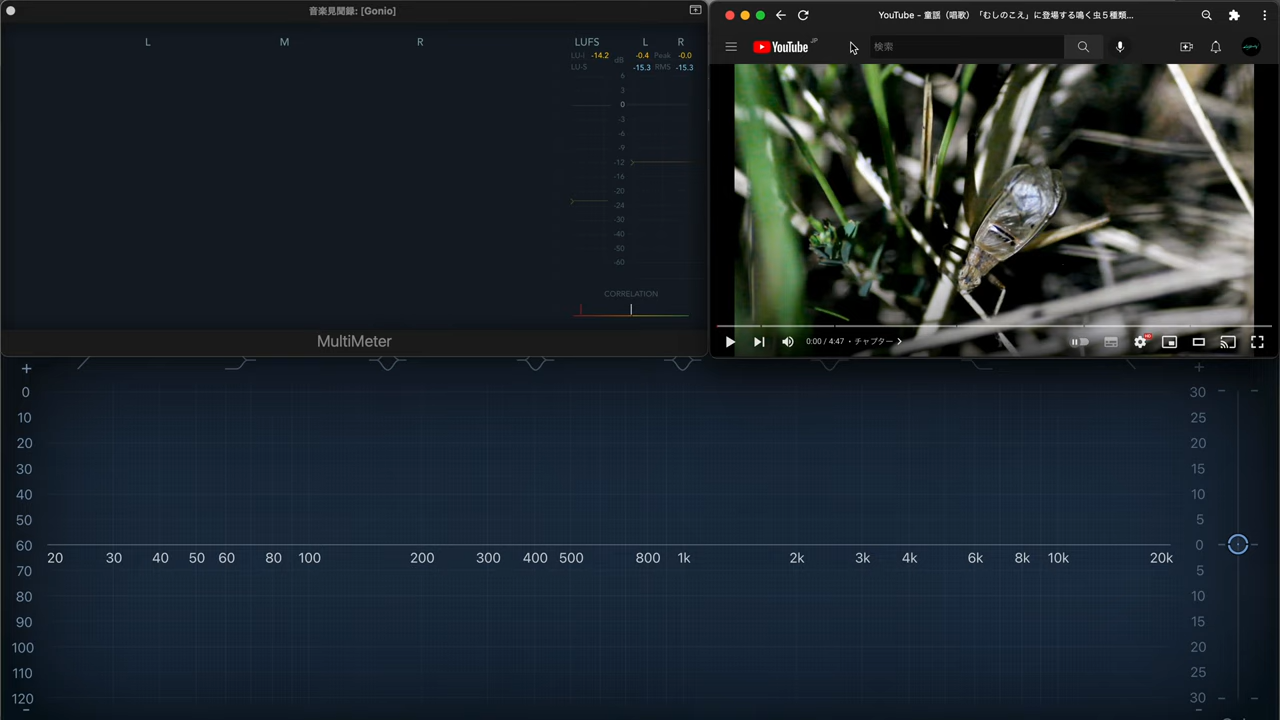 音楽見聞録: [Gonio]
L M R
LUFS L R
LU-I -14.2 dB -0.4 Peak -0.0
LU-S -15.3 RMS -15.3
6
3
0
-3
-6
-9
-12
-16
-20
-24
-30
-40
-50
-60
CORRELATION
MultiMeter
YouTube - 童謡（唱歌）「むしのこえ」に登場する鳴く虫５種類...
YouTube JP
検索
0:00 / 4:47 • チャプター
+ +
0 30
10 25
20 20
30 15
40 10
50 5
60 0
20 30 40 50 60 80 100 200 300 400 500 800 1k 2k 3k 4k 6k 8k 10k 20k
70 5
80 10
90 15
100 20
110 25
120 30
- -